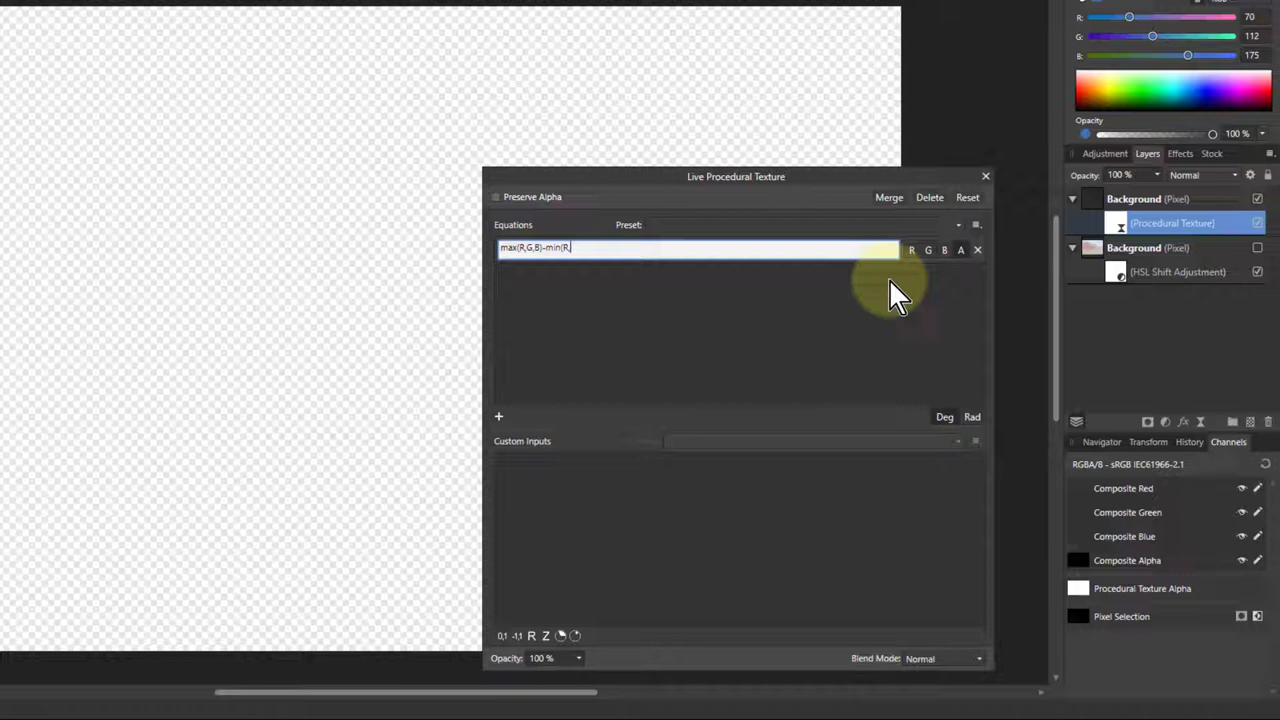 R: 70
G: 112
B: 175
Opacity
100 %
Adjustment Layers Effects Stock
Opacity: 100 % Normal
Background (Pixel)
(Procedural Texture)
Background (Pixel)
(HSL Shift Adjustment)
Live Procedural Texture
Preserve Alpha Merge Delete Reset
Equations Preset:
max(R,G,B)-min(R, R G B A
Deg Rad
Custom Inputs
0,1 -1,1 R Z
Opacity: 100 % Blend Mode: Normal
Navigator Transform History Channels
RGBA/8 - sRGB IEC61966-2.1
Composite Red
Composite Green
Composite Blue
Composite Alpha
Procedural Texture Alpha
Pixel Selection